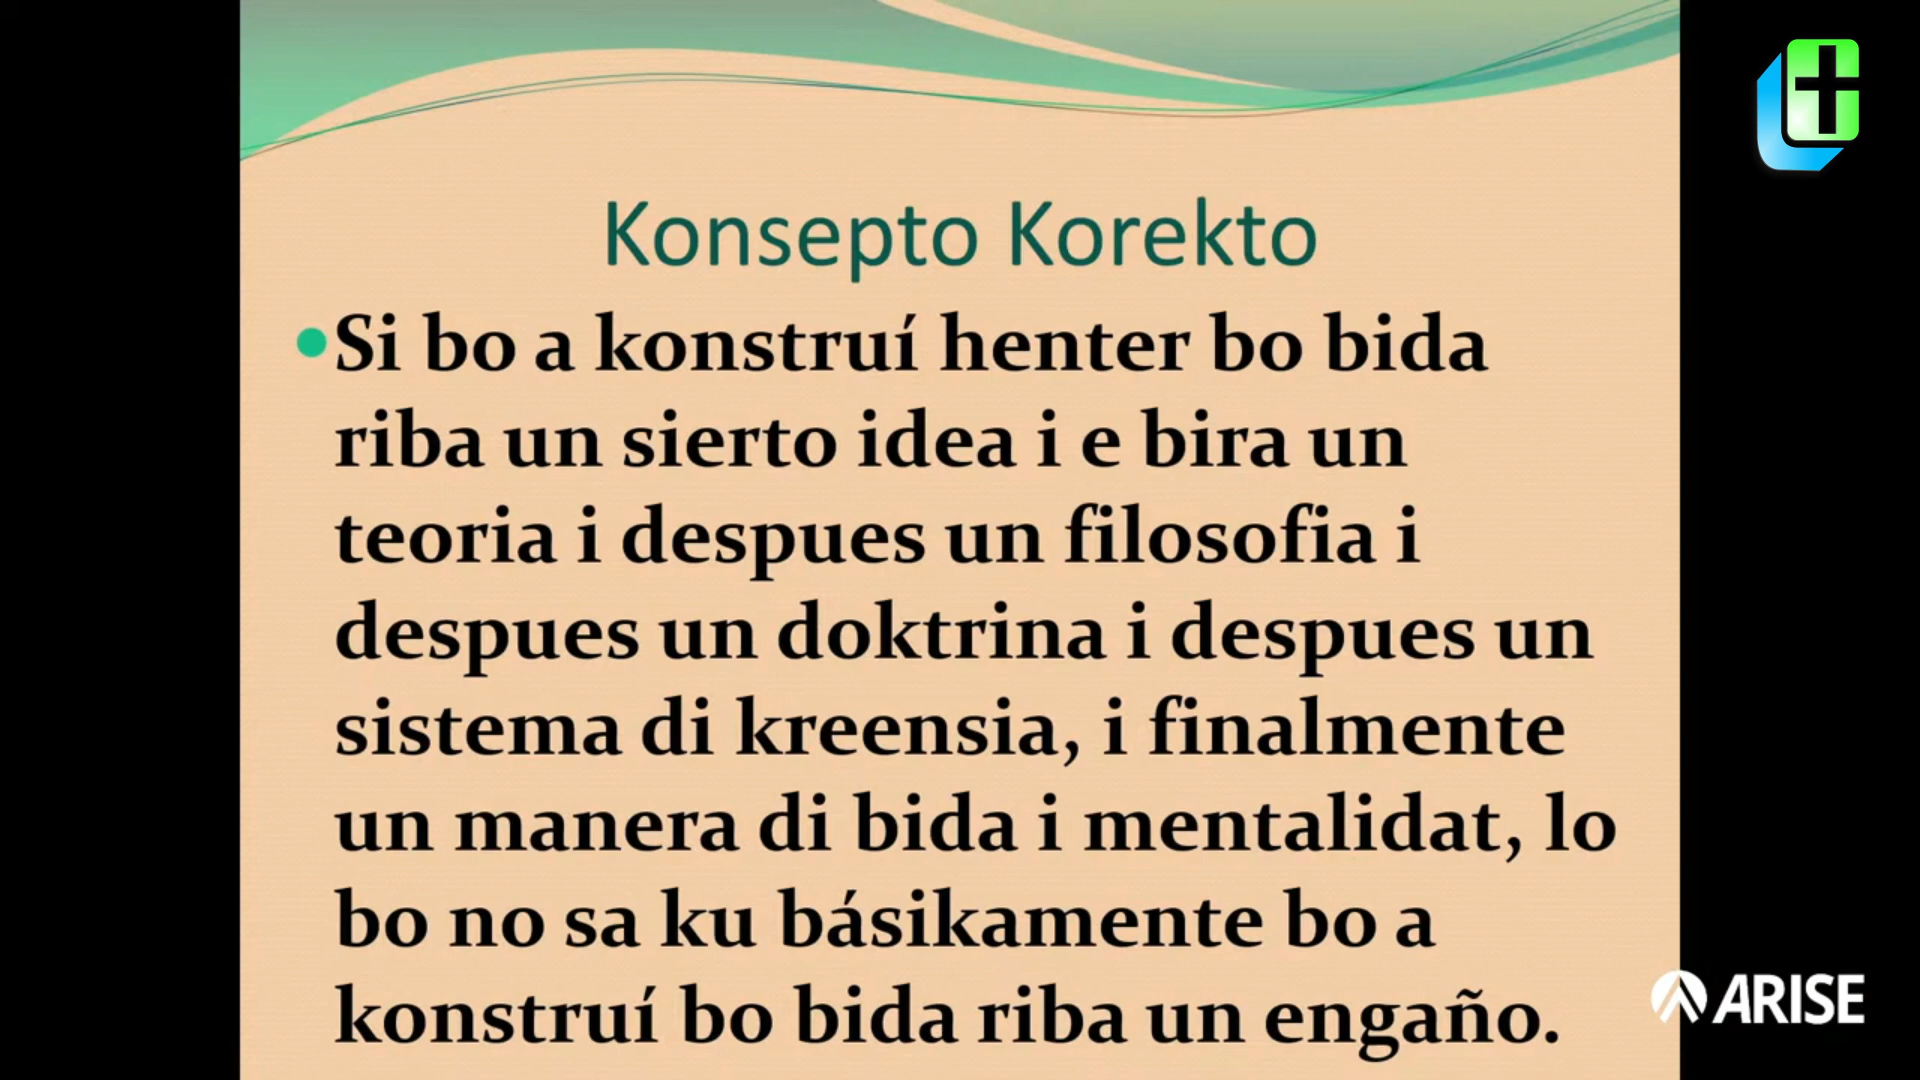 Konsepto Korekto
•Si bo a konstruí henter bo bida
riba un sierto idea i e bira un
teoria i despues un filosofia i
despues un doktrina i despues un
sistema di kreensia, i finalmente
un manera di bida i mentalidat, lo
bo no sa ku básikamente bo a
konstruí bo bida riba un engaño.
ARISE